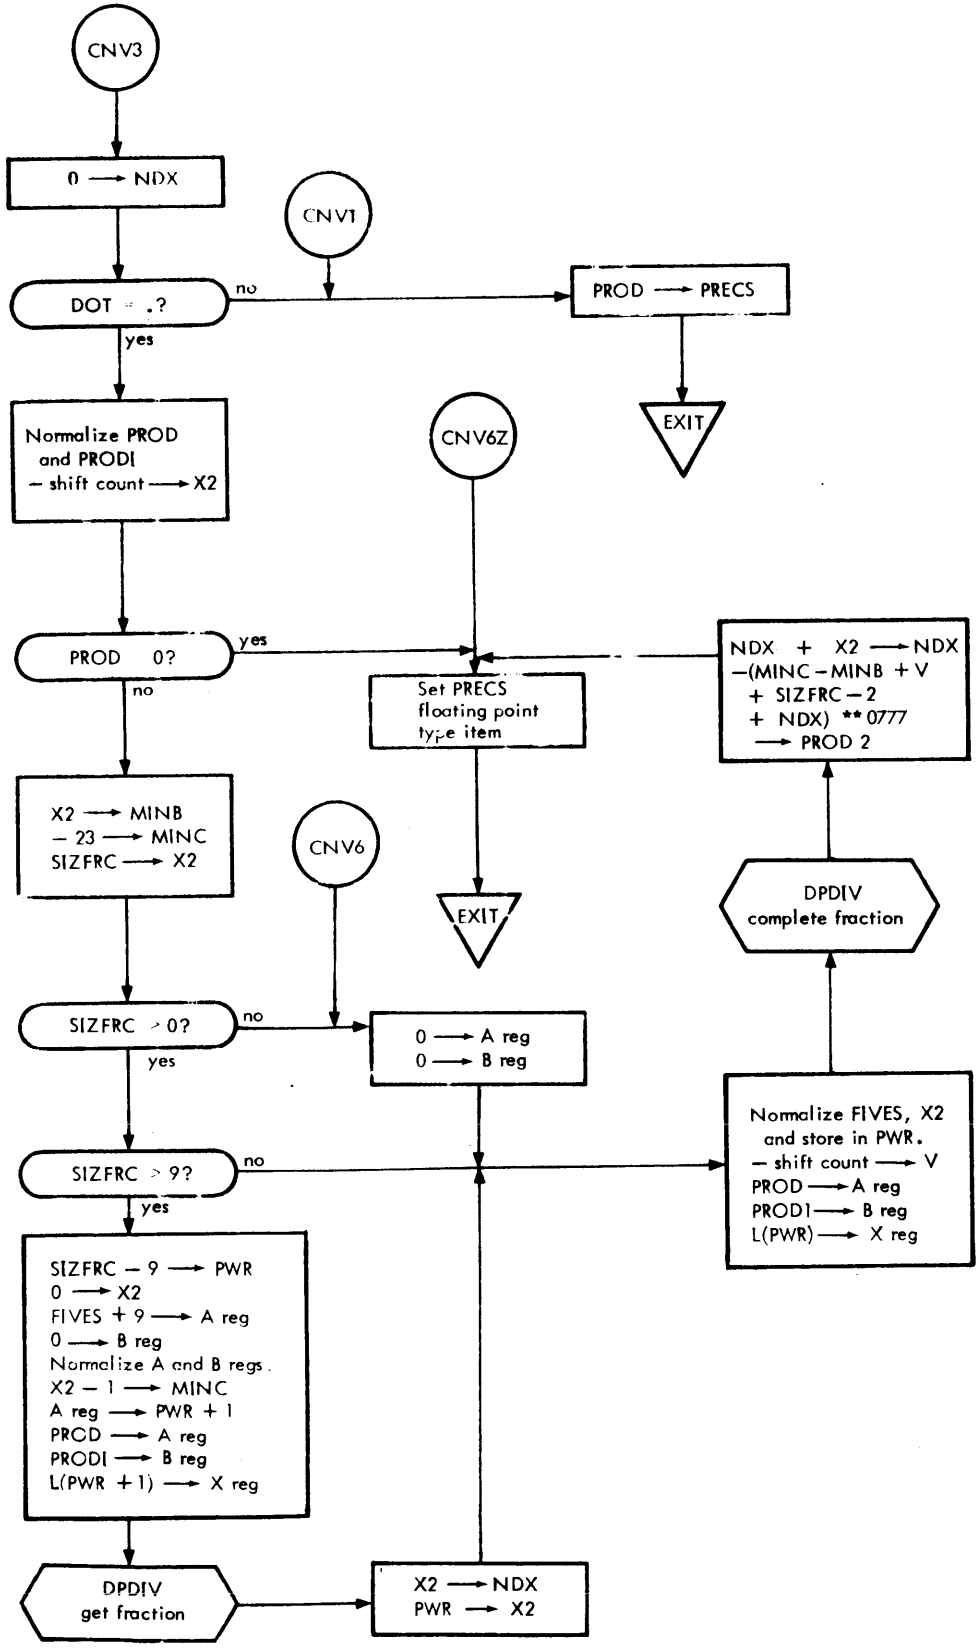 CNV3
0 → NDX
CNV1
DOT = .?
no
yes
PROD → PRECS
EXIT
Normalize PROD
and PRODI
– shift count → X2
CNV6Z
PROD 0?
yes
no
Set PRECS
floating point
type item
NDX + X2 → NDX
–(MINC–MINB + V
+ SIZFRC – 2
+ NDX) **0777
→ PROD 2
X2 → MINB
– 23 → MINC
SIZFRC → X2
CNV6
EXIT
DPDIV
complete fraction
SIZFRC > 0?
no
yes
0 → A reg
0 → B reg
SIZFRC > 9?
no
yes
Normalize FIVES, X2
and store in PWR.
– shift count → V
PROD → A reg
PRODI → B reg
L(PWR) → X reg
SIZFRC – 9 → PWR
0 → X2
FIVES + 9 → A reg
0 → B reg
Normalize A and B regs.
X2 – 1 → MINC
A reg → PWR + 1
PROD → A reg
PRODI → B reg
L(PWR + 1) → X reg
DPDIV
get fraction
X2 → NDX
PWR → X2